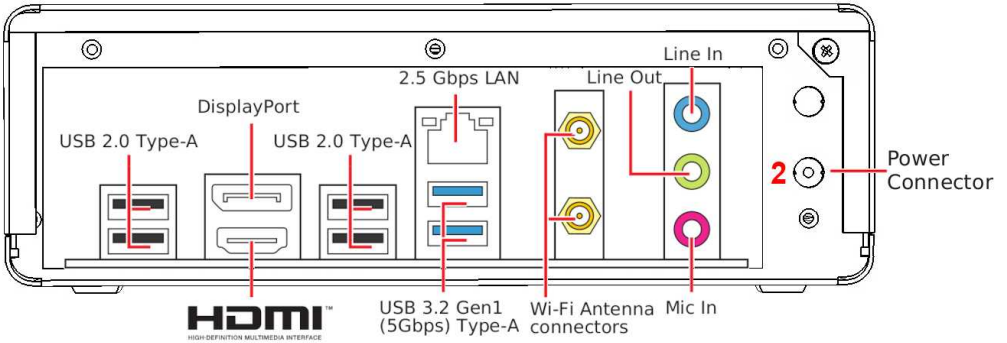 Line In
2.5 Gbps LAN
Line Out
DisplayPort
USB 2.0 Type-A
USB 2.0 Type-A
2
Power
Connector
HDMI™
HIGH-DEFINITION MULTIMEDIA INTERFACE
USB 3.2 Gen1
(5Gbps) Type-A
Wi-Fi Antenna
connectors
Mic In